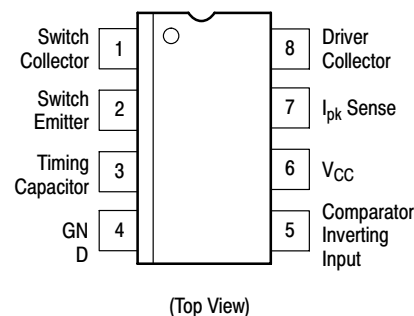 Switch
Collector
1
8
Driver
Collector
Switch
Emitter
2
7
Ipk Sense
Timing
Capacitor
3
6
VCC
GN
D
4
5
Comparator
Inverting
Input
(Top View)